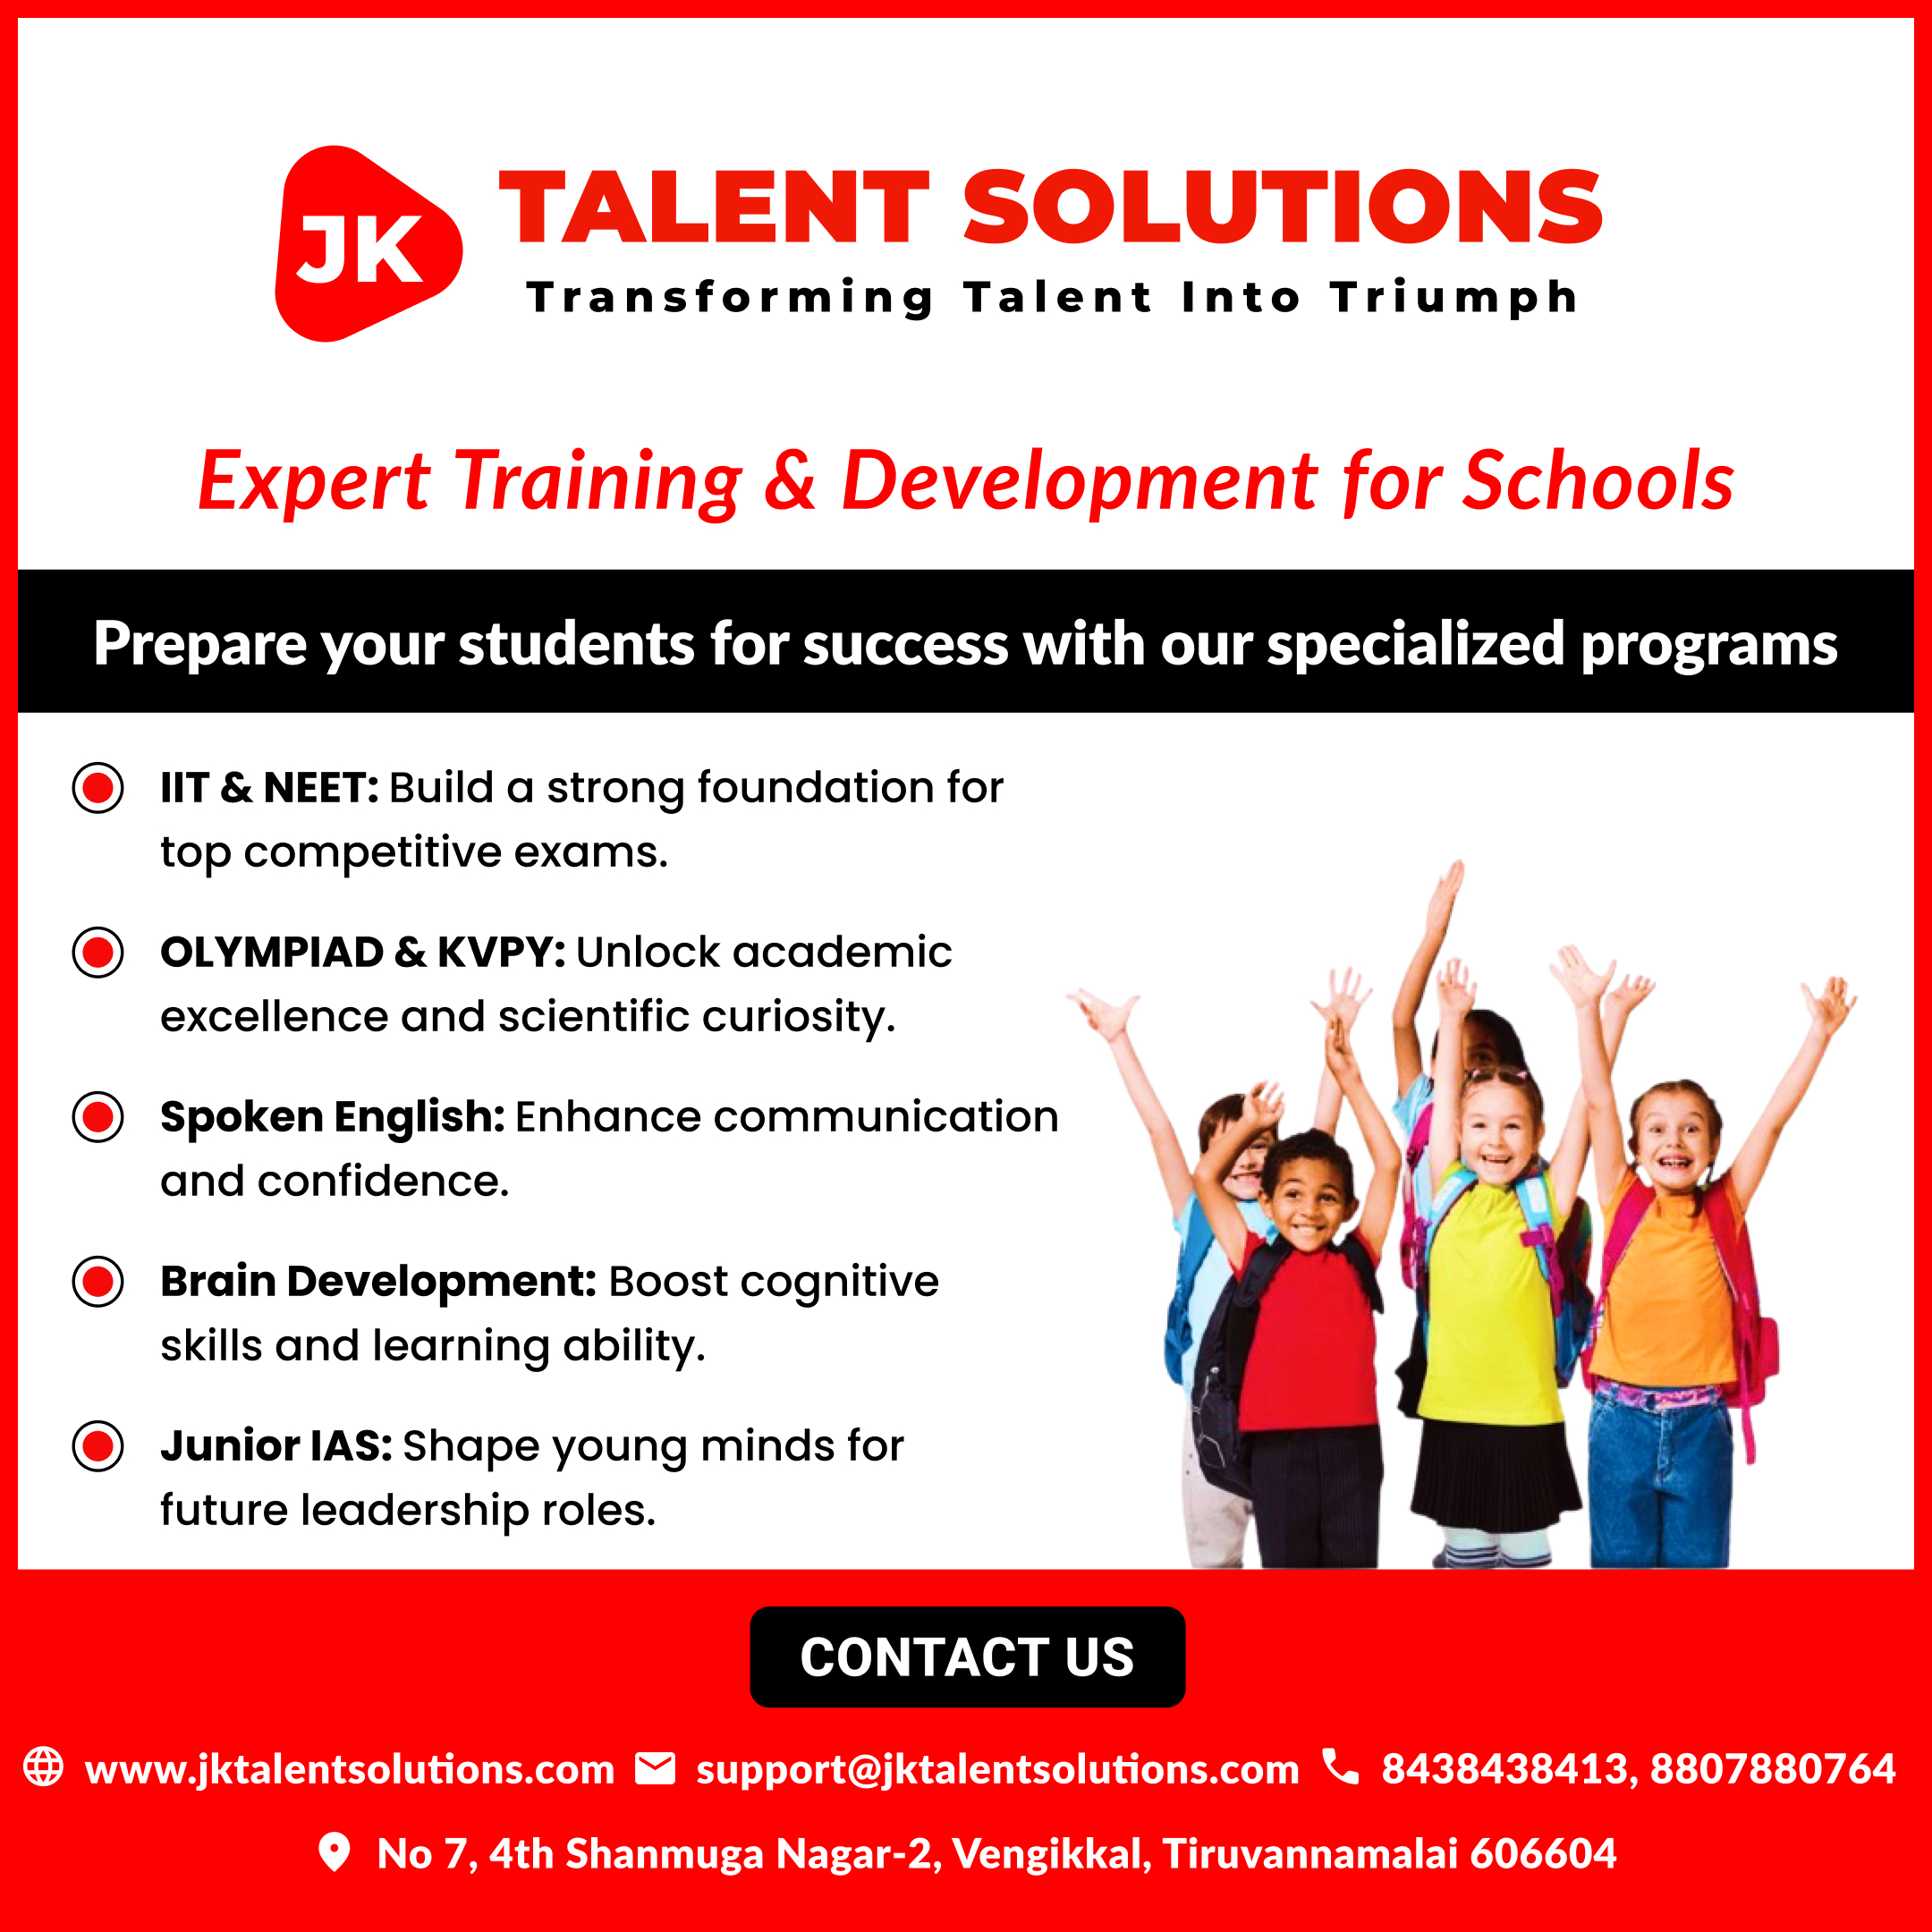 JK
TALENT SOLUTIONS
Transforming Talent Into Triumph
Expert Training & Development for Schools
Prepare your students for success with our specialized programs
IIT & NEET: Build a strong foundation for
top competitive exams.
OLYMPIAD & KVPY: Unlock academic
excellence and scientific curiosity.
Spoken English: Enhance communication
and confidence.
Brain Development: Boost cognitive
skills and learning ability.
Junior IAS: Shape young minds for
future leadership roles.
CONTACT US
www.jktalentsolutions.com support@jktalentsolutions.com 8438438413, 8807880764
No 7, 4th Shanmuga Nagar-2, Vengikkal, Tiruvannamalai 606604